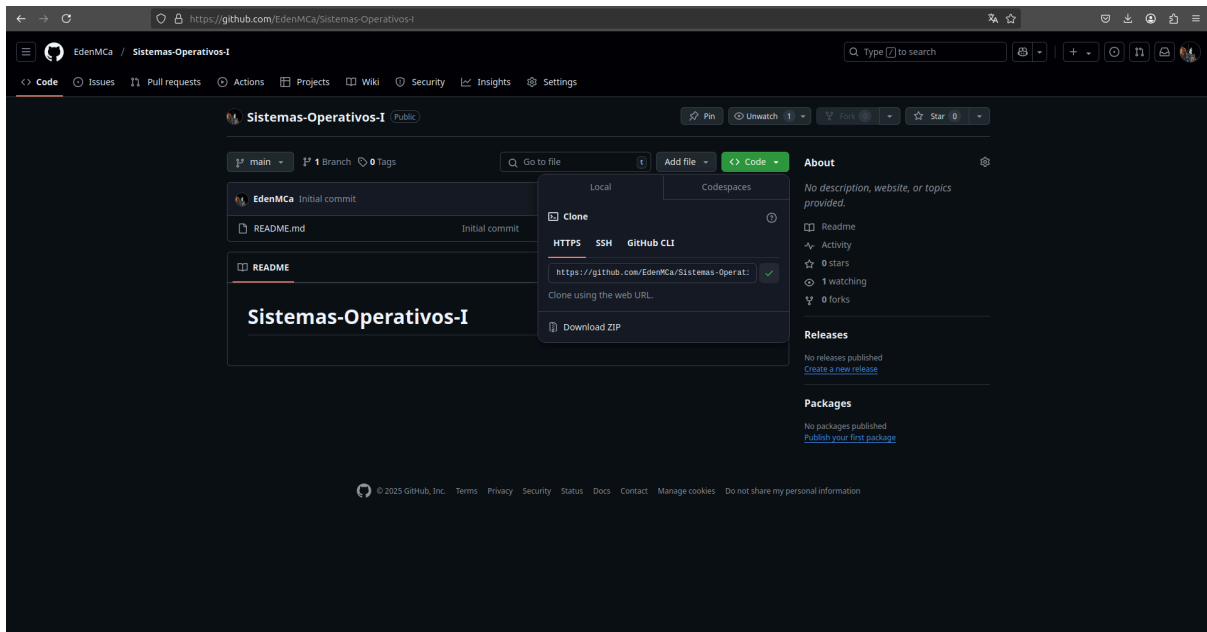 https://github.com/EdenMCa/Sistemas-Operativos-I
EdenMCa / Sistemas-Operativos-I
Type / to search
Code Issues Pull requests Actions Projects Wiki Security Insights Settings
Sistemas-Operativos-I Public
Pin Unwatch 1 Fork 0 Star 0
main 1 Branch 0 Tags
Go to file t
Add file
Code
EdenMCa Initial commit
README.md Initial commit
README
Sistemas-Operativos-I
Local Codespaces
Clone
HTTPS SSH GitHub CLI
https://github.com/EdenMCa/Sistemas-Operat
Clone using the web URL.
Download ZIP
About
No description, website, or topics
provided.
Readme
Activity
0 stars
1 watching
0 forks
Releases
No releases published
Create a new release
Packages
No packages published
Publish your first package
© 2025 GitHub, Inc. Terms Privacy Security Status Docs Contact Manage cookies Do not share my personal information